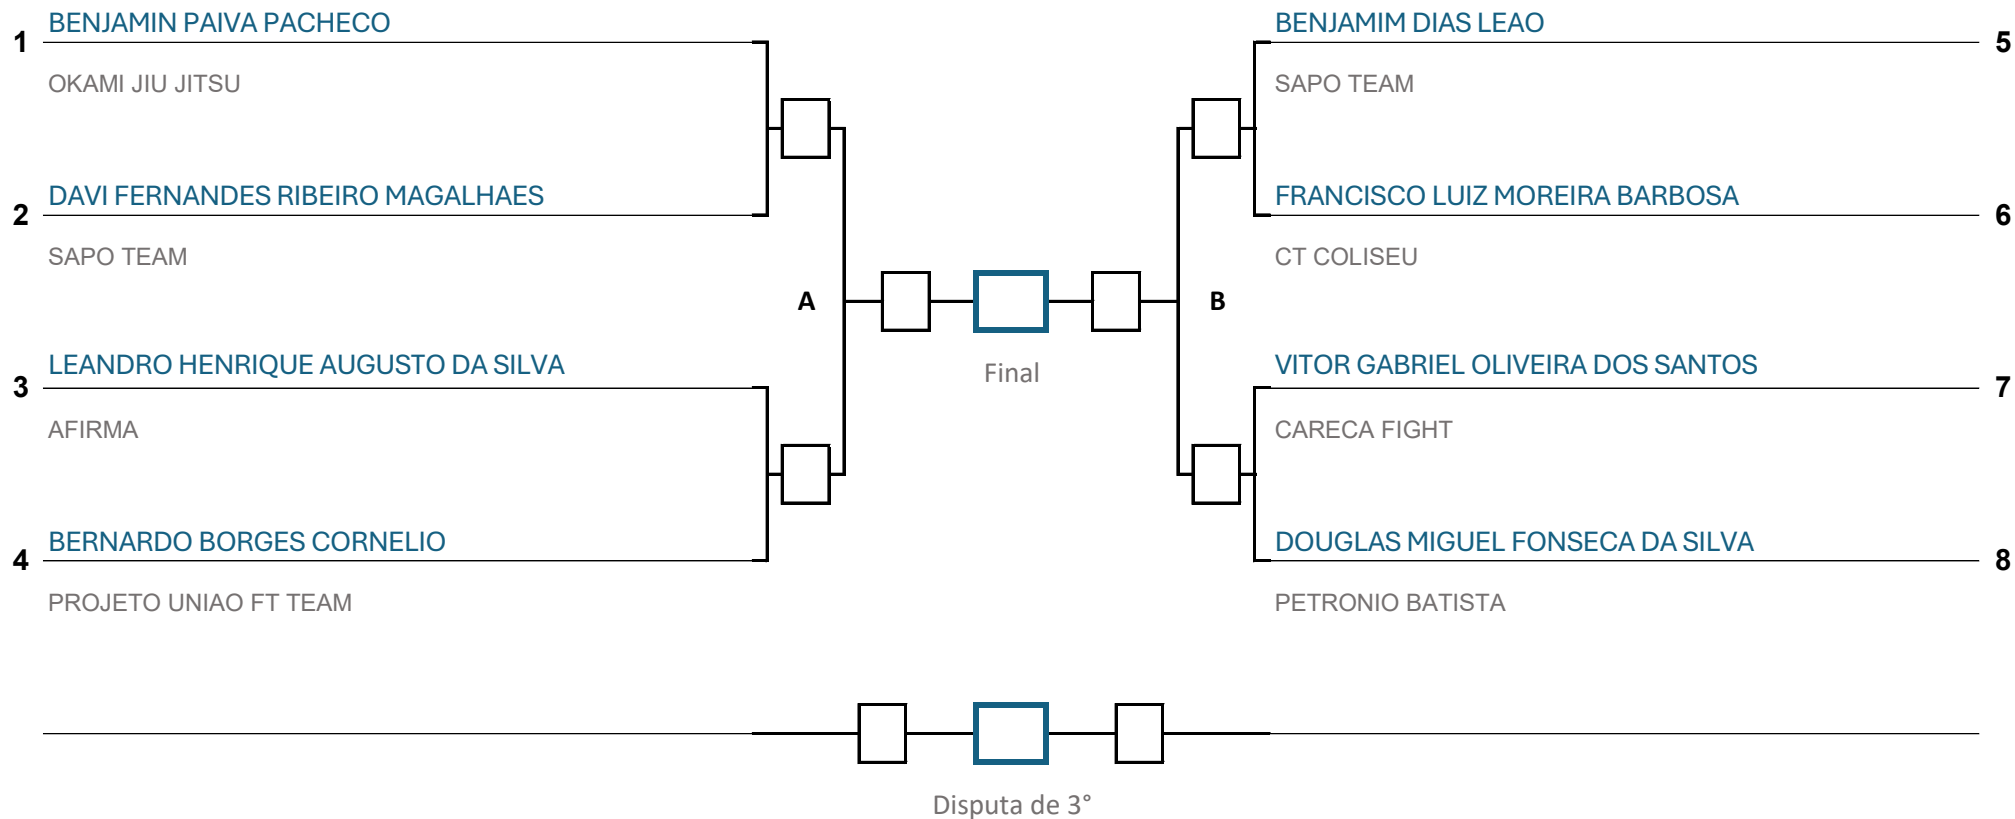 1
BENJAMIN PAIVA PACHECO
OKAMI JIU JITSU
2
DAVI FERNANDES RIBEIRO MAGALHAES
SAPO TEAM
A
3
LEANDRO HENRIQUE AUGUSTO DA SILVA
AFIRMA
4
BERNARDO BORGES CORNELIO
PROJETO UNIAO FT TEAM
Final
BENJAMIM DIAS LEAO
5
SAPO TEAM
FRANCISCO LUIZ MOREIRA BARBOSA
6
CT COLISEU
B
VITOR GABRIEL OLIVEIRA DOS SANTOS
7
CARECA FIGHT
DOUGLAS MIGUEL FONSECA DA SILVA
8
PETRONIO BATISTA
Disputa de 3°